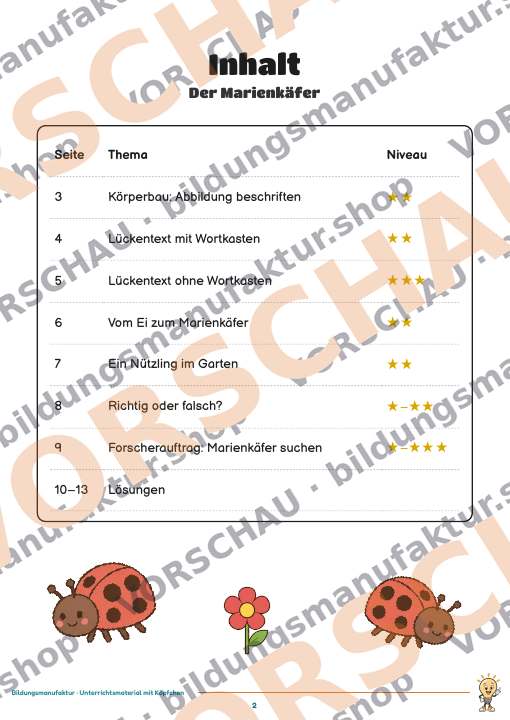 Inhalt
Der Marienkäfer
Seite Thema Niveau
3 Körperbau: Abbildung beschriften ★★
4 Lückentext mit Wortkasten ★★
5 Lückentext ohne Wortkasten ★★★
6 Vom Ei zum Marienkäfer ★★
7 Ein Nützling im Garten ★★
8 Richtig oder falsch? ★–★★
9 Forscherauftrag: Marienkäfer suchen ★–★★★
10–13 Lösungen
Bildungsmanufaktur · Unterrichtsmaterial mit Köpfchen
2
VORSCHAU · bildungsmanufaktur.shop
VORSCHAU